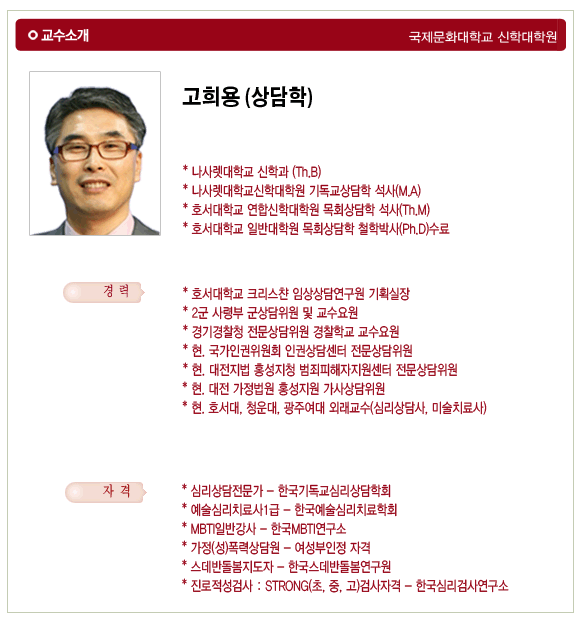 교수소개
국제문화대학교 신학대학원
고희용 (상담학)
* 나사렛대학교 신학과 (Th.B)
* 나사렛대학교신학대학원 기독교상담학 석사(M.A)
* 호서대학교 연합신학대학원 목회상담학 석사(Th.M)
* 호서대학교 일반대학원 목회상담학 철학박사(Ph.D)수료
경 력
* 호서대학교 크리스챤 임상상담연구원 기획실장
* 2군 사령부 군상담위원 및 교수요원
* 경기경찰청 전문상담위원 경찰학교 교수요원
* 현. 국가인권위원회 인권상담센터 전문상담위원
* 현. 대전지법 홍성지청 범죄피해자지원센터 전문상담위원
* 현. 대전 가정법원 홍성지원 가사상담위원
* 현. 호서대, 청운대, 광주여대 외래교수(심리상담사, 미술치료사)
자 격
* 심리상담전문가 – 한국기독교심리상담학회
* 예술심리치료사1급 – 한국예술심리치료학회
* MBTI일반강사 – 한국MBTI연구소
* 가정(성)폭력상담원 – 여성부인정 자격
* 스데반돌봄지도자 – 한국스데반돌봄연구원
* 진로적성검사 : STRONG(초, 중, 고)검사자격 – 한국심리검사연구소